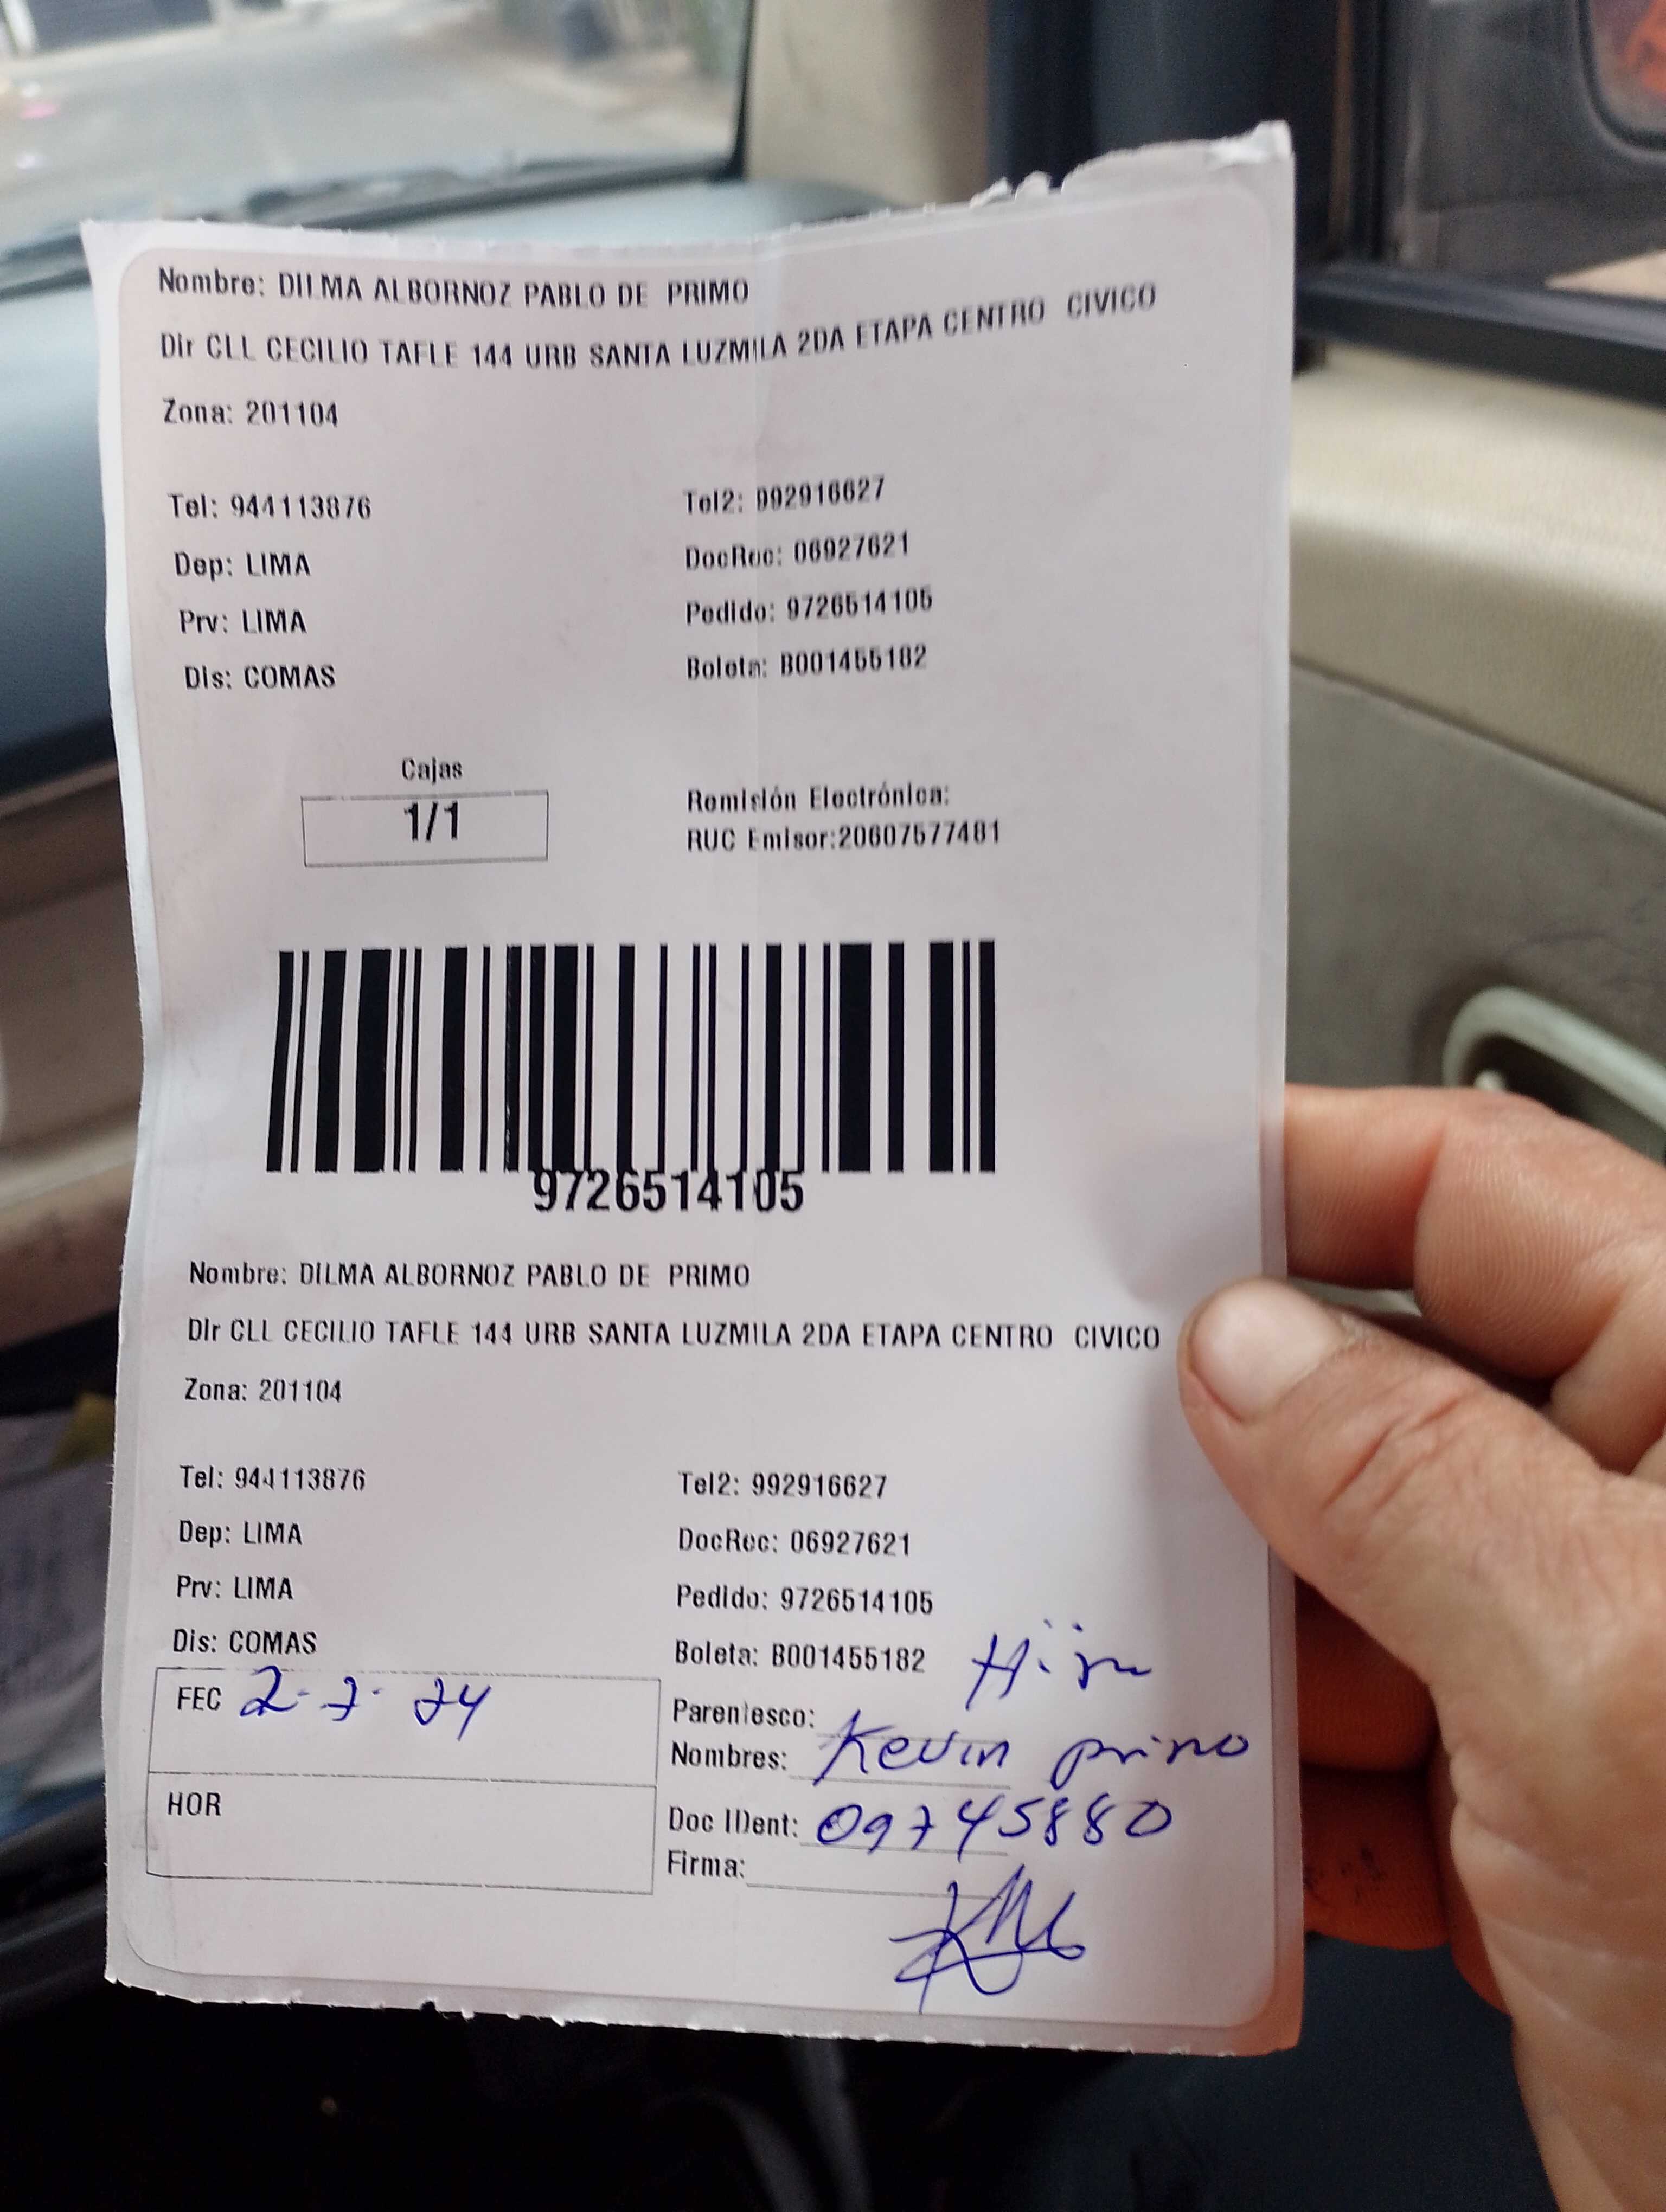 Nombre: DILMA ALBORNOZ PABLO DE PRIMO
Dir CLL CECILIO TAFLE 144 URB SANTA LUZMILA 2DA ETAPA CENTRO CIVICO
Zona: 201104
Tel: 944113876 Tel2: 992916627
Dep: LIMA DocRec: 06927621
Prv: LIMA Pedido: 9726514105
Dis: COMAS Boleta: B001455182
Cajas
1/1
Remisión Electrónica:
RUC Emisor:20607577481
9726514105
Nombre: DILMA ALBORNOZ PABLO DE PRIMO
Dir CLL CECILIO TAFLE 144 URB SANTA LUZMILA 2DA ETAPA CENTRO CIVICO
Zona: 201104
Tel: 944113876 Tel2: 992916627
Dep: LIMA DocRec: 06927621
Prv: LIMA Pedido: 9726514105
Dis: COMAS Boleta: B001455182
FEC 2-7-24
Parentesco:
Nombres: Kevin primo
HOR
Doc IDent: 09745880
Firma: